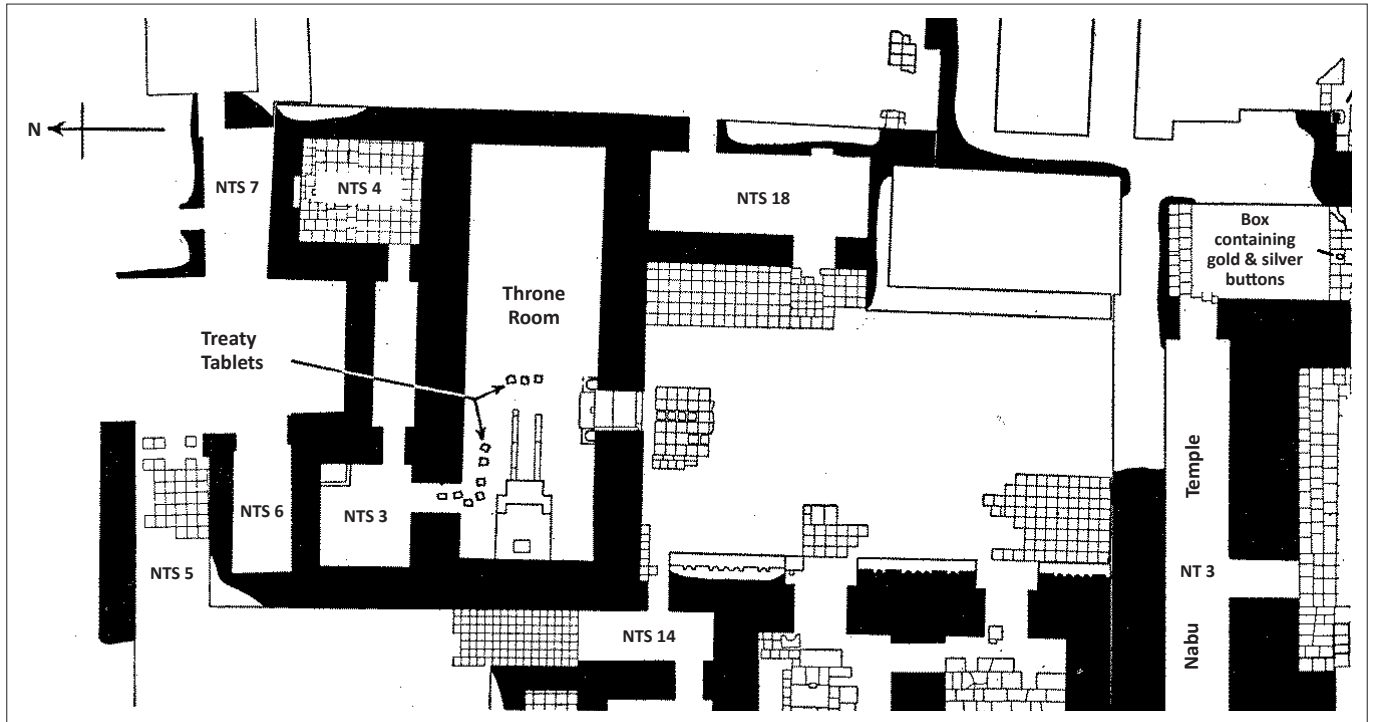 N
NTS 7
NTS 4
NTS 18
Box
containing
gold & silver
buttons
Throne
Room
Treaty
Tablets
Temple
NTS 6
NTS 3
NTS 5
NT 3
NTS 14
Nabu